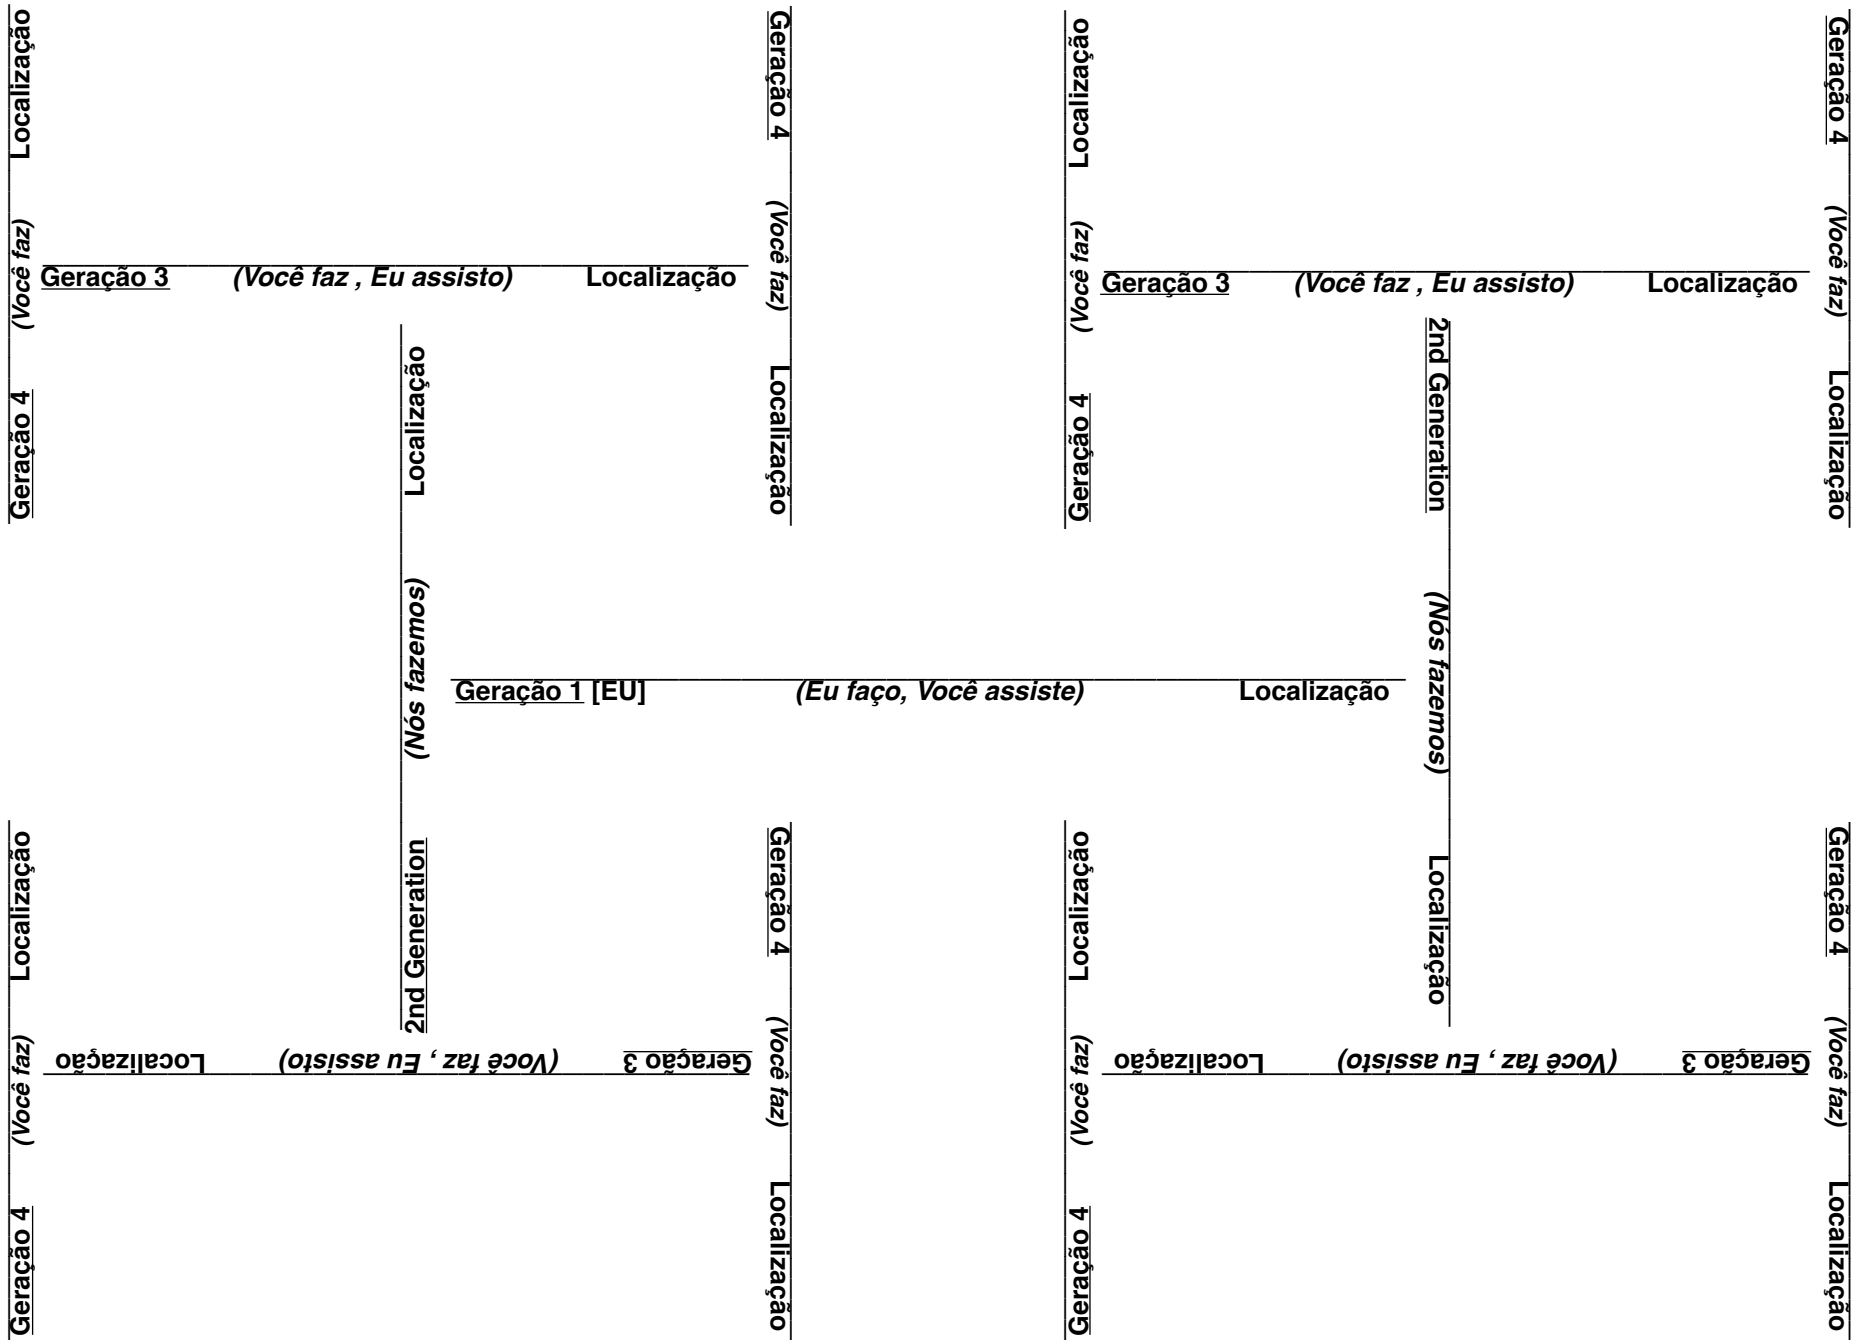 Geração 4 (Você faz) Localização
Geração 3 (Você faz , Eu assisto) Localização
Geração 4 (Você faz) Localização
Geração 4 (Você faz) Localização
Geração 3 (Você faz , Eu assisto) Localização
Geração 4 (Você faz) Localização
2nd Generation (Nós fazemos) Localização
Geração 1 [EU] (Eu faço, Você assiste) Localização
2nd Generation (Nós fazemos) Localização
Geração 4 (Você faz) Localização
Geração 3 (Você faz , Eu assisto) Localização
Geração 4 (Você faz) Localização
Geração 4 (Você faz) Localização
Geração 3 (Você faz , Eu assisto) Localização
Geração 4 (Você faz) Localização